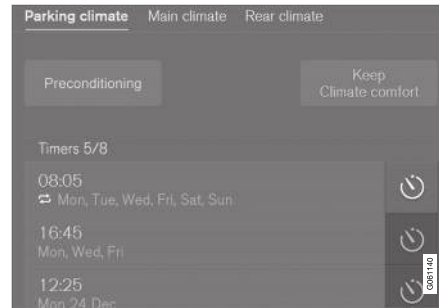 Parking climate Main climate Rear climate
Preconditioning
Keep
Climate comfort
Timers 5/8
08:05
Mon, Tue, Wed, Fri, Sat, Sun
16:45
Mon, Wed, Fri
12:25
Mon 24 Dec
G061140